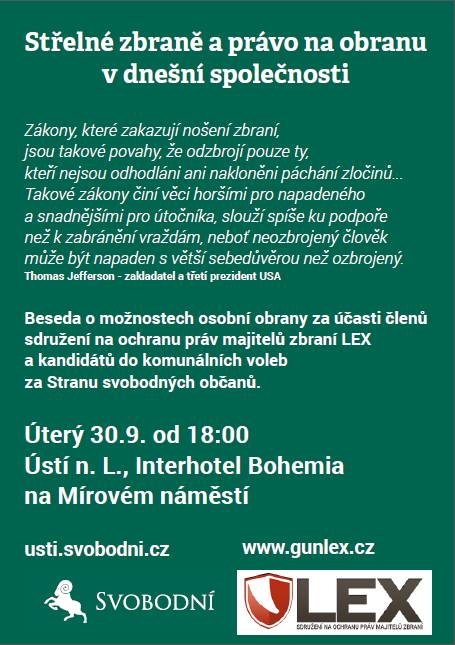 Střelné zbraně a právo na obranu
v dnešní společnosti
Zákony, které zakazují nošení zbraní,
jsou takové povahy, že odzbrojí pouze ty,
kteří nejsou odhodláni ani nakloněni páchání zločinů...
Takové zákony činí věci horšími pro napadeného
a snadnějšími pro útočníka, slouží spíše ku podpoře
než k zabránění vraždám, neboť neozbrojený člověk
může být napaden s větší sebedůvěrou než ozbrojený.
Thomas Jefferson - zakladatel a třetí prezident USA
Beseda o možnostech osobní obrany za účasti členů
sdružení na ochranu práv majitelů zbraní LEX
a kandidátů do komunálních voleb
za Stranu svobodných občanů.
Úterý 30.9. od 18:00
Ústí n. L., Interhotel Bohemia
na Mírovém náměstí
usti.svobodni.cz
www.gunlex.cz
SVOBODNÍ
LEX
SDRUŽENÍ NA OCHRANU PRÁV MAJITELŮ ZBRANÍ